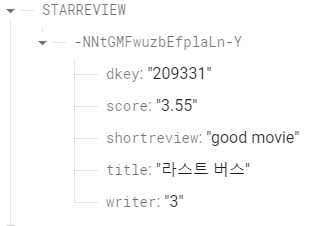 STARREVIEW
-NNtGMFwuzbEfplaLn-Y
dkey: "209331"
score: "3.55"
shortreview: "good movie"
title: "라스트 버스"
writer: "3"